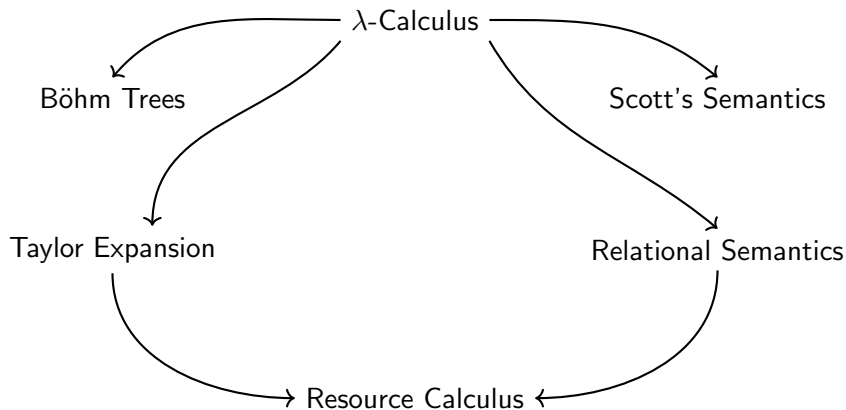 λ-Calculus
Böhm Trees
Scott's Semantics
Taylor Expansion
Relational Semantics
Resource Calculus